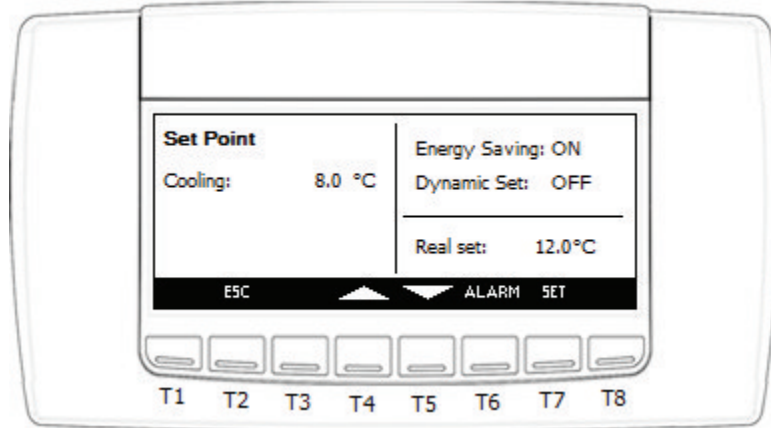 Set Point
Cooling: 8.0 °C
Energy Saving: ON
Dynamic Set: OFF
Real set: 12.0°C
ESC ALARM SET
T1 T2 T3 T4 T5 T6 T7 T8